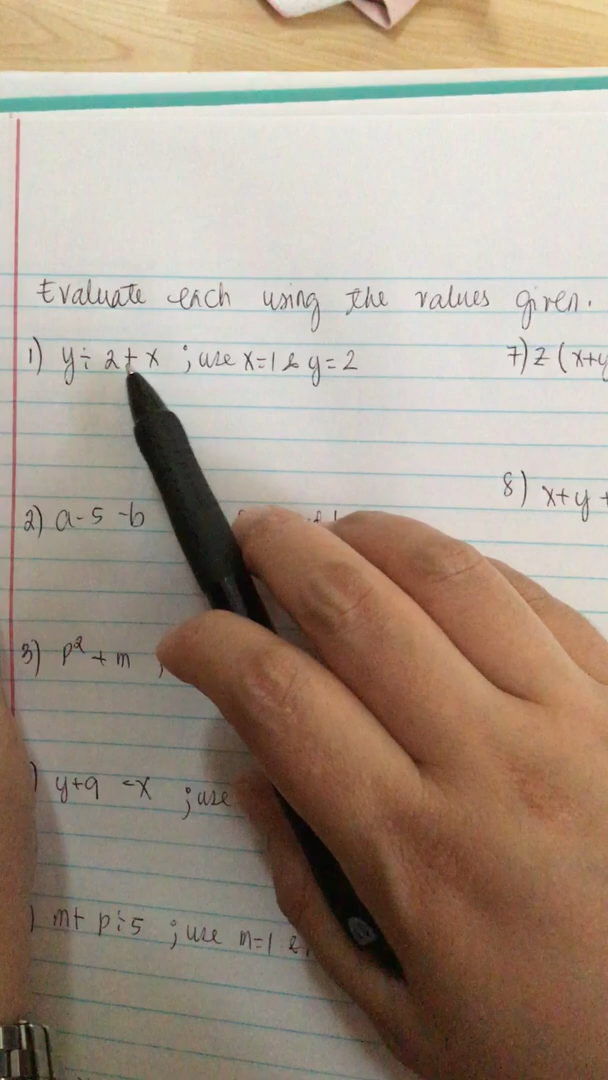 Evaluate each using the values given.
1) y÷ 2+ x ; use x=1 & y=2
7) z (x+y
8) x+y +
2) a-5 -b
3) p² + m ;
) y+9 -x ; use
) m+ p÷5 ; use m=1 &